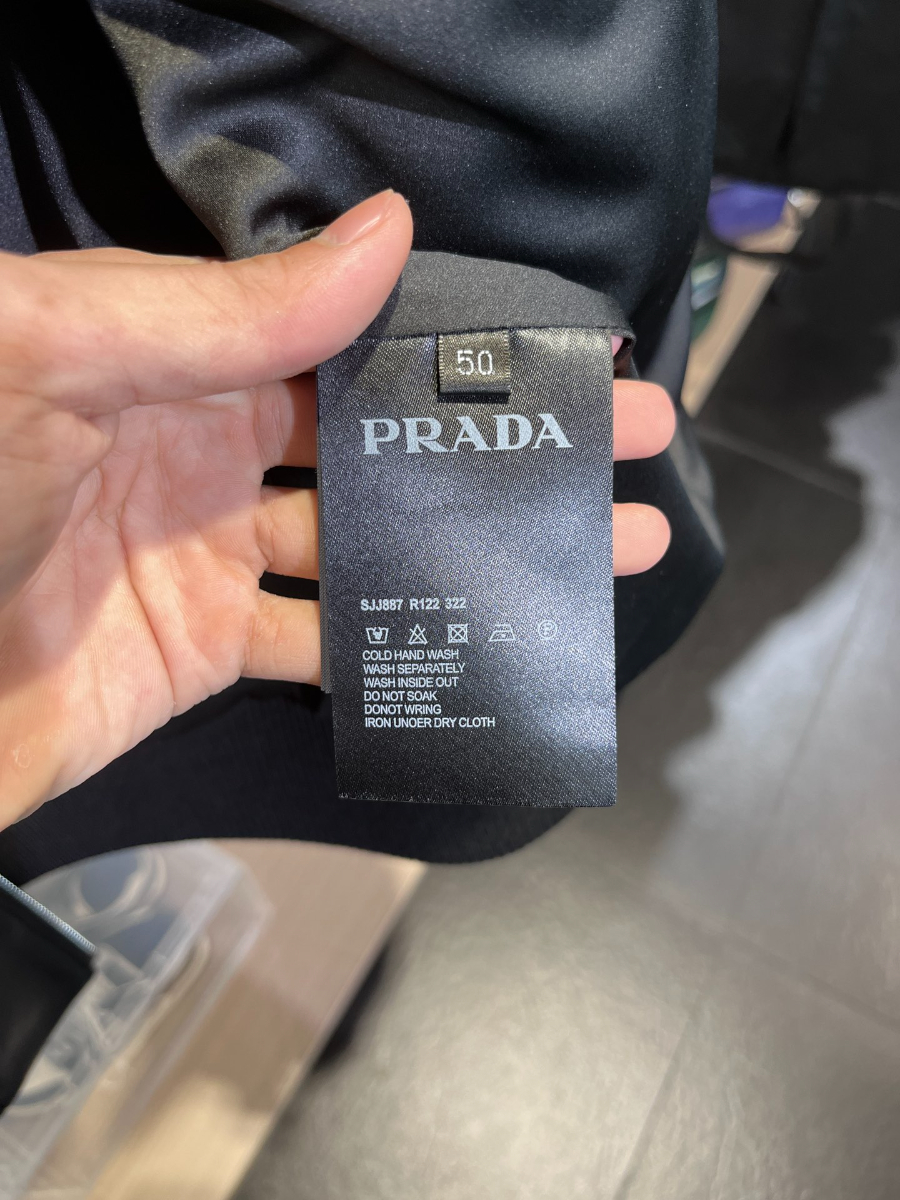 50
PRADA
SJJ887 R122 322
COLD HAND WASH
WASH SEPARATELY
WASH INSIDE OUT
DO NOT SOAK
DONOT WRING
IRON UNOER DRY CLOTH